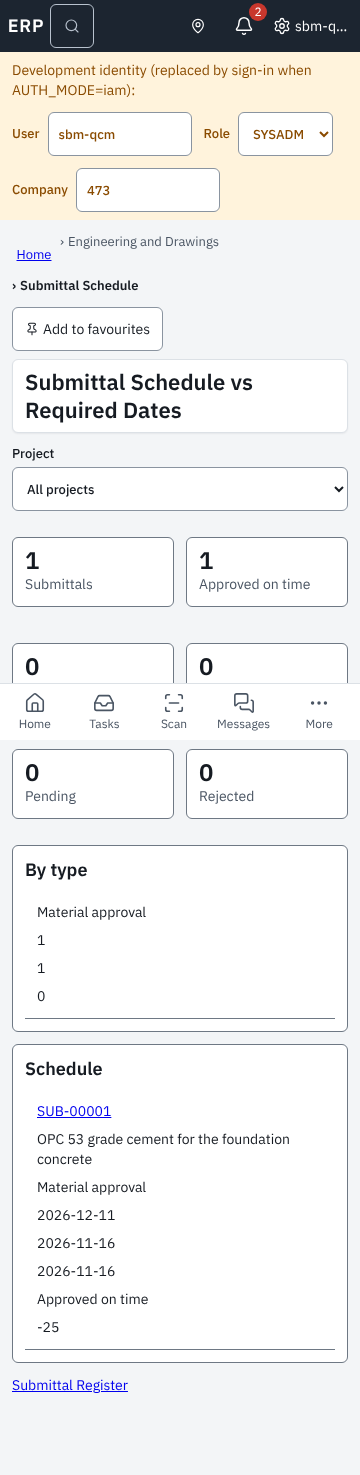 ERP
2
sbm-q...
Development identity (replaced by sign-in when
AUTH_MODE=iam):
User
sbm-qcm
Role
SYSADM
Company
473
Home
› Engineering and Drawings
› Submittal Schedule
Add to favourites
Submittal Schedule vs
Required Dates
Project
All projects
1
Submittals
1
Approved on time
0
0
Home
Tasks
Scan
Messages
More
0
Pending
0
Rejected
By type
Material approval
1
1
0
Schedule
SUB-00001
OPC 53 grade cement for the foundation
concrete
Material approval
2026-12-11
2026-11-16
2026-11-16
Approved on time
-25
Submittal Register